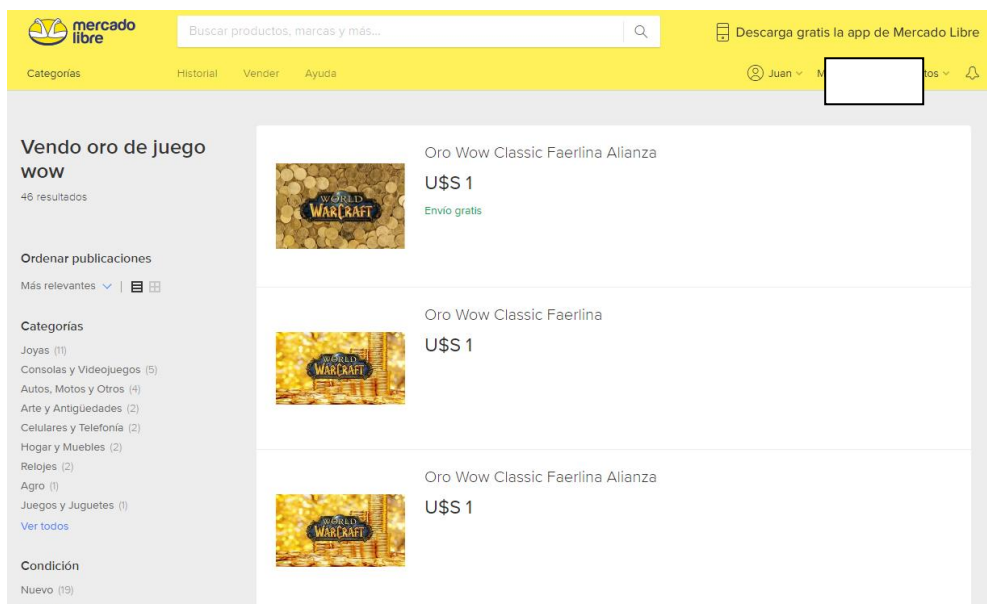 mercado
libre
Buscar productos, marcas y más...
Descarga gratis la app de Mercado Libre
Categorías
Historial
Vender
Ayuda
Juan
M
tos
Vendo oro de juego
wow
46 resultados
Ordenar publicaciones
Más relevantes |
Categorías
Joyas (11)
Consolas y Videojuegos (5)
Autos, Motos y Otros (4)
Arte y Antigüedades (2)
Celulares y Telefonía (2)
Hogar y Muebles (2)
Relojes (2)
Agro (1)
Juegos y Juguetes (1)
Ver todos
Condición
Nuevo (19)
WORLD
WARCRAFT
Oro Wow Classic Faerlina Alianza
U$S 1
Envío gratis
WORLD
WARCRAFT
Oro Wow Classic Faerlina
U$S 1
WORLD
WARCRAFT
Oro Wow Classic Faerlina Alianza
U$S 1